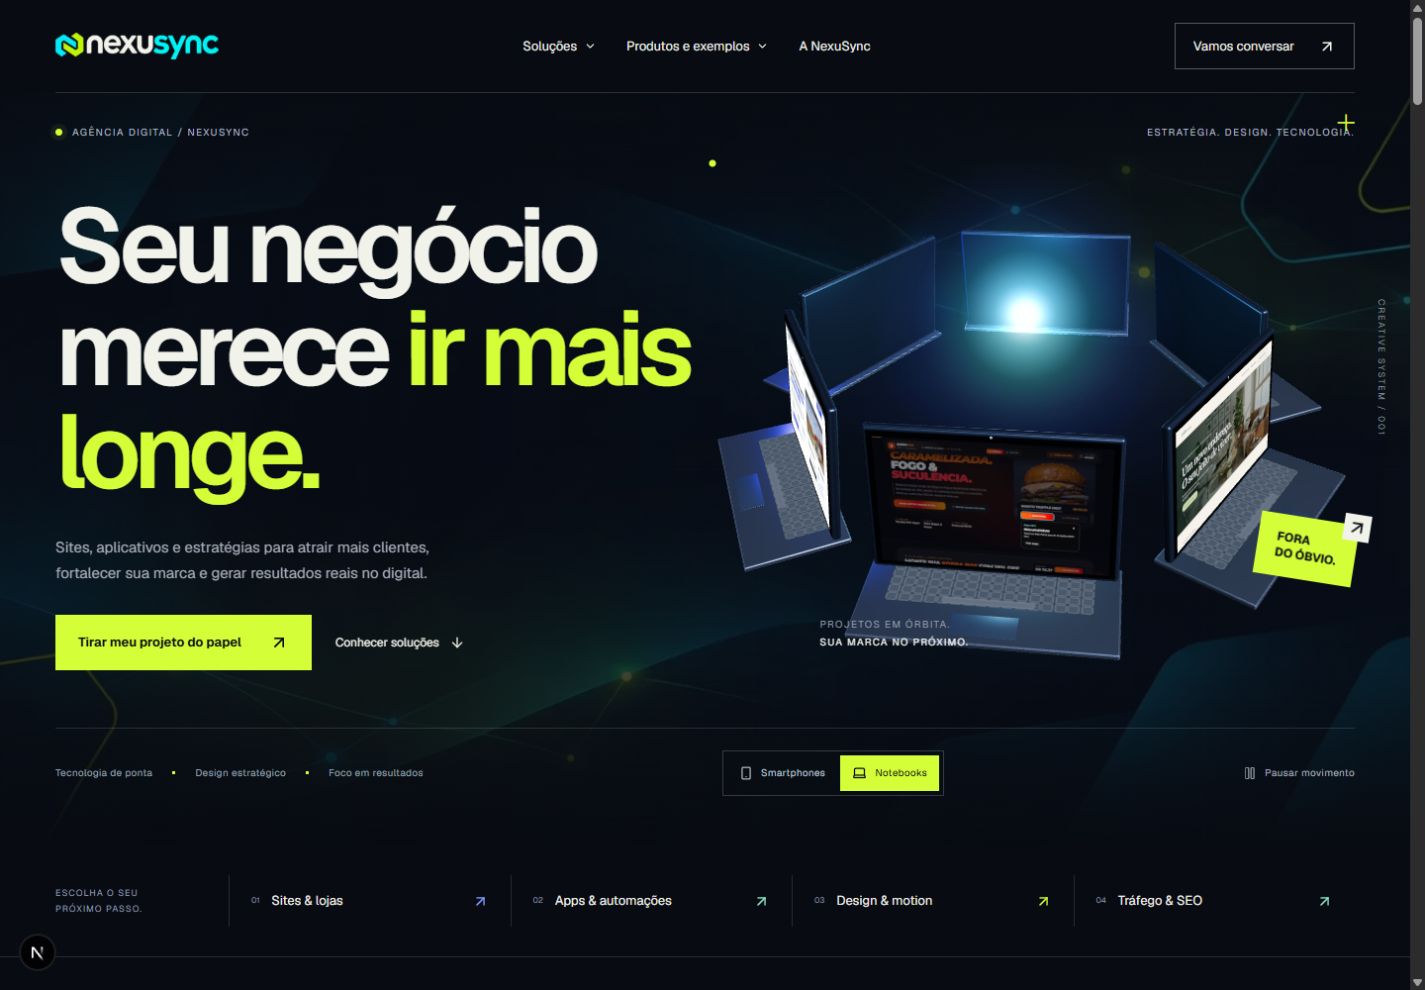 nexusync
Soluções
Produtos e exemplos
A NexuSync
Vamos conversar
AGÊNCIA DIGITAL / NEXUSYNC
ESTRATÉGIA. DESIGN. TECNOLOGIA.
Seu negócio
merece ir mais
longe.
CREATIVE SYSTEM / 001
CARAMELIZADA.
FOGO &
SUCULÊNCIA.
FORA
DO ÓBVIO.
Sites, aplicativos e estratégias para atrair mais clientes,
fortalecer sua marca e gerar resultados reais no digital.
Tirar meu projeto do papel
Conhecer soluções
PROJETOS EM ÓRBITA.
SUA MARCA NO PRÓXIMO.
Tecnologia de ponta
Design estratégico
Foco em resultados
Smartphones
Notebooks
Pausar movimento
ESCOLHA O SEU
PRÓXIMO PASSO.
01 Sites & lojas
02 Apps & automações
03 Design & motion
04 Tráfego & SEO
N